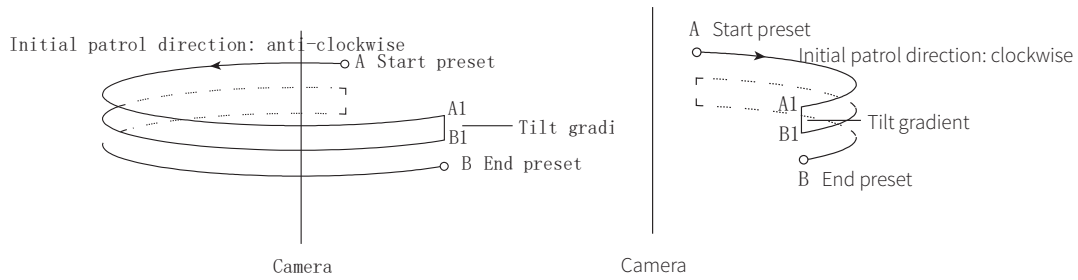 Initial patrol direction: anti-clockwise
A Start preset
A1
B1
Tilt gradi
B End preset
Camera
A Start preset
Initial patrol direction: clockwise
A1
B1
Tilt gradient
B End preset
Camera